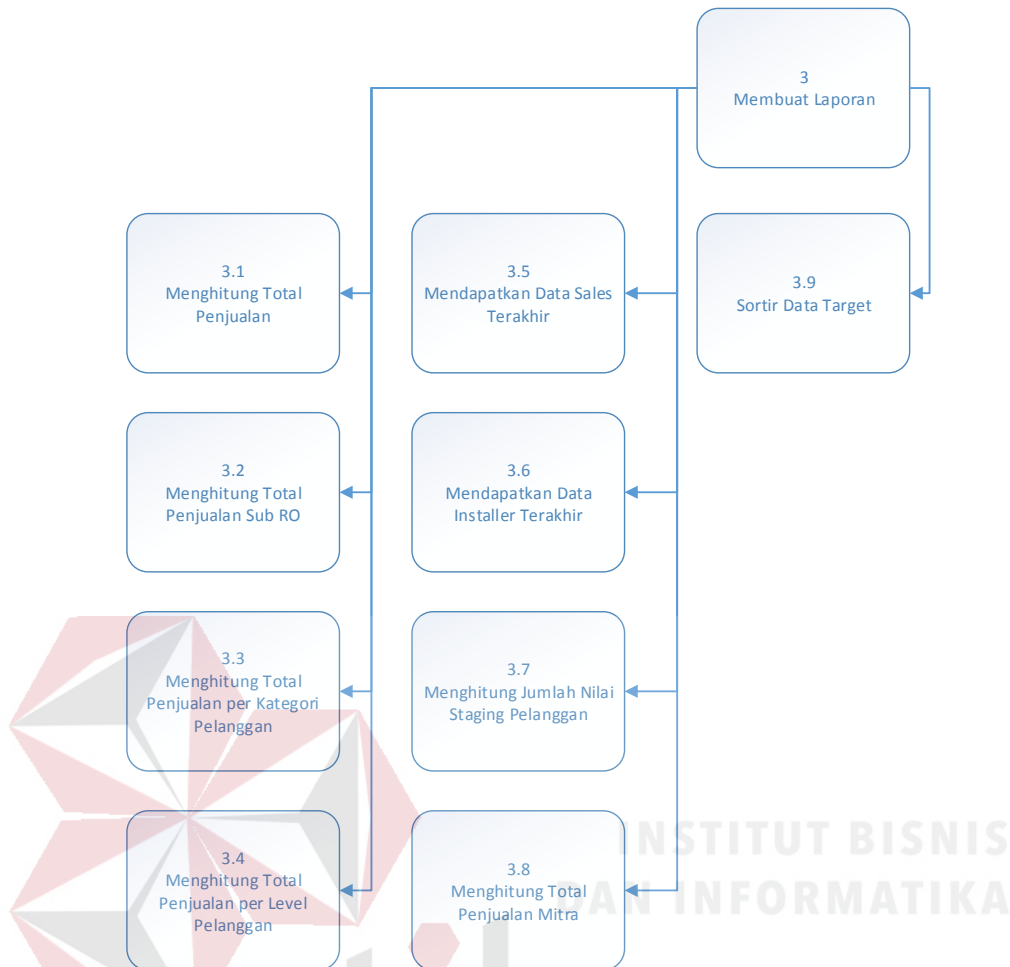 3
Membuat Laporan
3.1
Menghitung Total
Penjualan
3.5
Mendapatkan Data Sales
Terakhir
3.9
Sortir Data Target
3.2
Menghitung Total
Penjualan Sub RO
3.6
Mendapatkan Data
Installer Terakhir
3.3
Menghitung Total
Penjualan per Kategori
Pelanggan
3.7
Menghitung Jumlah Nilai
Staging Pelanggan
3.4
Menghitung Total
Penjualan per Level
Pelanggan
3.8
Menghitung Total
Penjualan Mitra
INSTITUT BISNIS
DAN INFORMATIKA